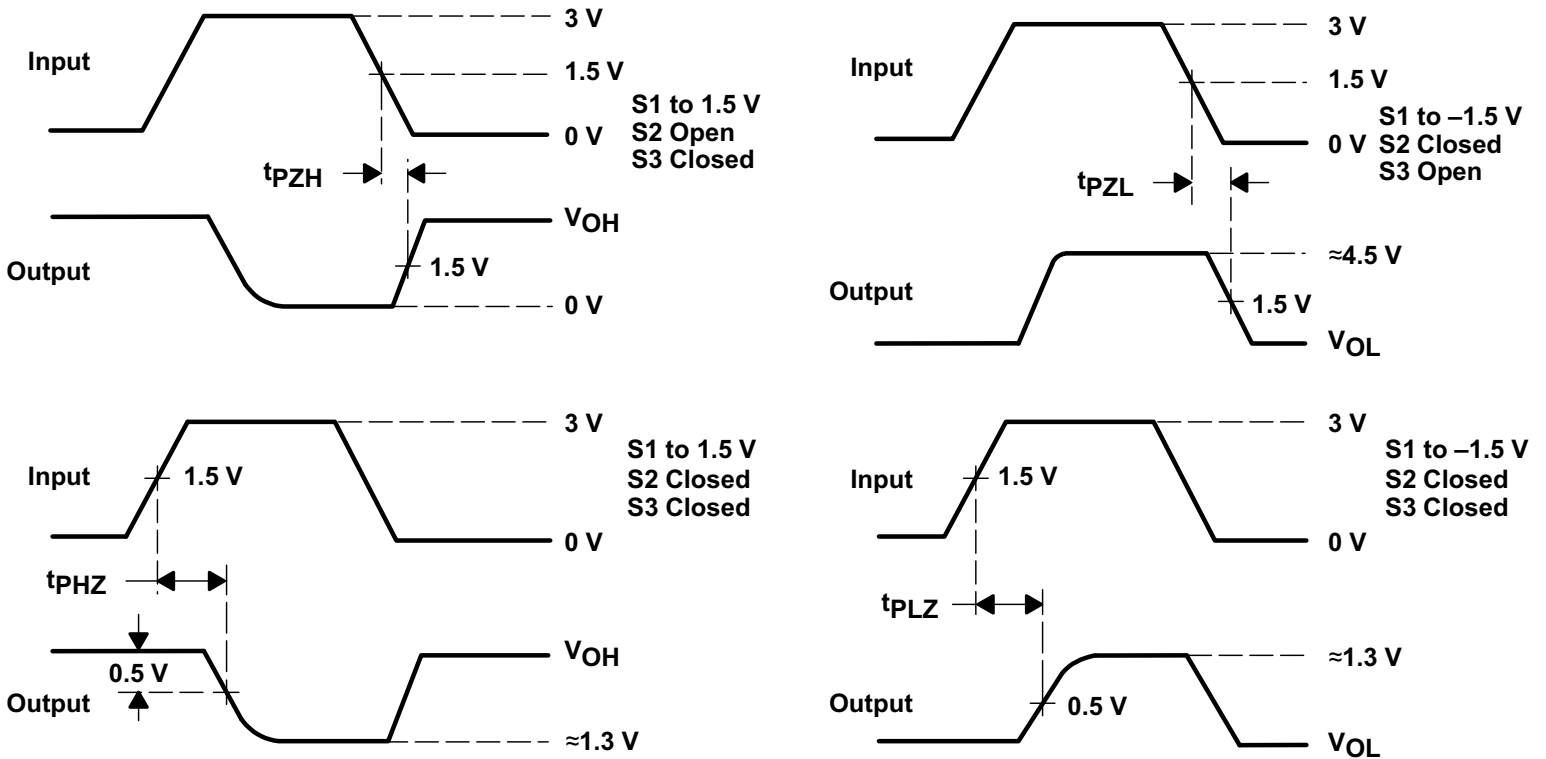 3 V
Input
1.5 V
S1 to 1.5 V
S2 Open
S3 Closed
0 V
tPZH
VOH
Output
1.5 V
0 V
3 V
Input
1.5 V
S1 to –1.5 V
0 V S2 Closed
S3 Open
tPZL
≈4.5 V
Output
1.5 V
VOL
3 V
S1 to 1.5 V
Input
1.5 V
S2 Closed
S3 Closed
0 V
tPHZ
VOH
0.5 V
Output
≈1.3 V
3 V
S1 to –1.5 V
Input
1.5 V
S2 Closed
S3 Closed
0 V
tPLZ
≈1.3 V
Output
0.5 V
VOL